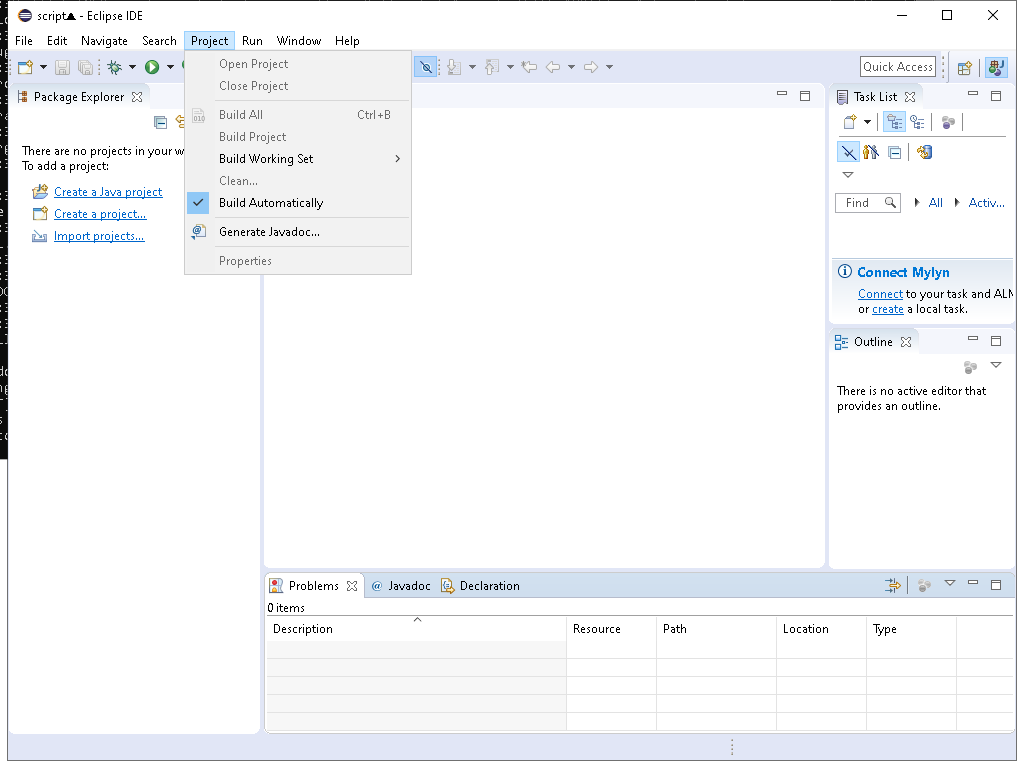 script▲ - Eclipse IDE
File Edit Navigate Search Project Run Window Help
Quick Access
Open Project
Close Project
Build All Ctrl+B
Build Project
Build Working Set
Clean...
Build Automatically
Generate Javadoc...
Properties
Package Explorer
There are no projects in your w
To add a project:
Create a Java project
Create a project...
Import projects...
Task List
Find All Activ...
Connect Mylyn
Connect to your task and ALM
or create a local task.
Outline
There is no active editor that
provides an outline.
Problems @ Javadoc Declaration
0 items
Description Resource Path Location Type